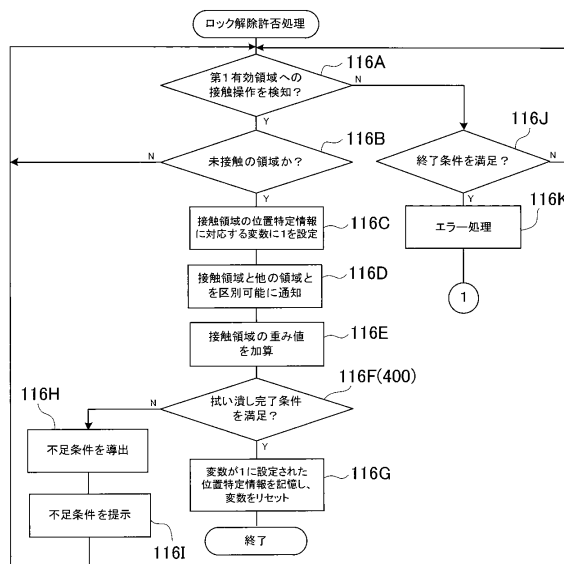 ロック解除許否処理
116A
第1有効領域への
接触操作を検知?
N
Y
116B
未接触の領域か?
N
Y
116J
終了条件を満足?
N
Y
116K
エラー処理
1
接触領域の位置特定情報
に対応する変数に1を設定
116C
接触領域と他の領域と
を区別可能に通知
116D
接触領域の重み値
を加算
116E
116F(400)
拭い潰し完了条件
を満足?
N
Y
116H
不足条件を導出
不足条件を提示
116I
変数が1に設定された
位置特定情報を記憶し、
変数をリセット
116G
終了